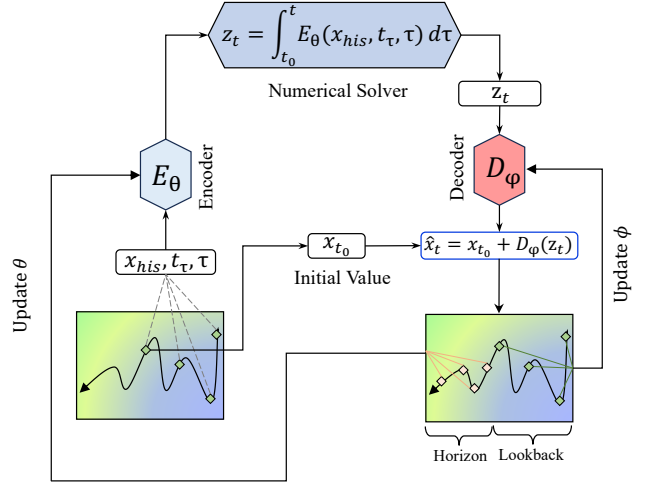 z_t = ∫_{t_0}^{t} E_θ(x_{his}, t_τ, τ) dτ
Numerical Solver
z_t
E_θ
Encoder
Decoder
D_φ
x_{his}, t_τ, τ
x_{t_0}
Initial Value
x̂_t = x_{t_0} + D_φ(z_t)
Update θ
Update ϕ
Horizon
Lookback